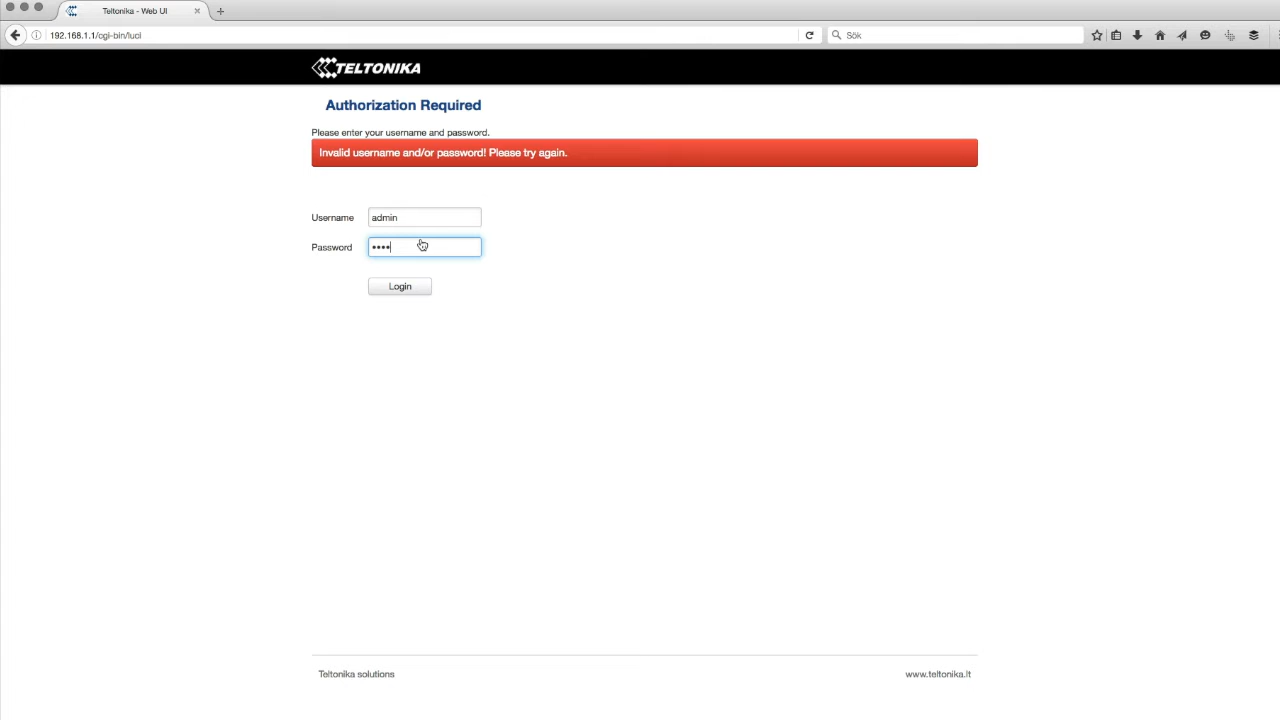 Teltonika - Web UI
192.168.1.1/cgi-bin/luci
Sök
TELTONIKA
Authorization Required
Please enter your username and password.
Invalid username and/or password! Please try again.
Username admin
Password ••••
Login
Teltonika solutions www.teltonika.lt